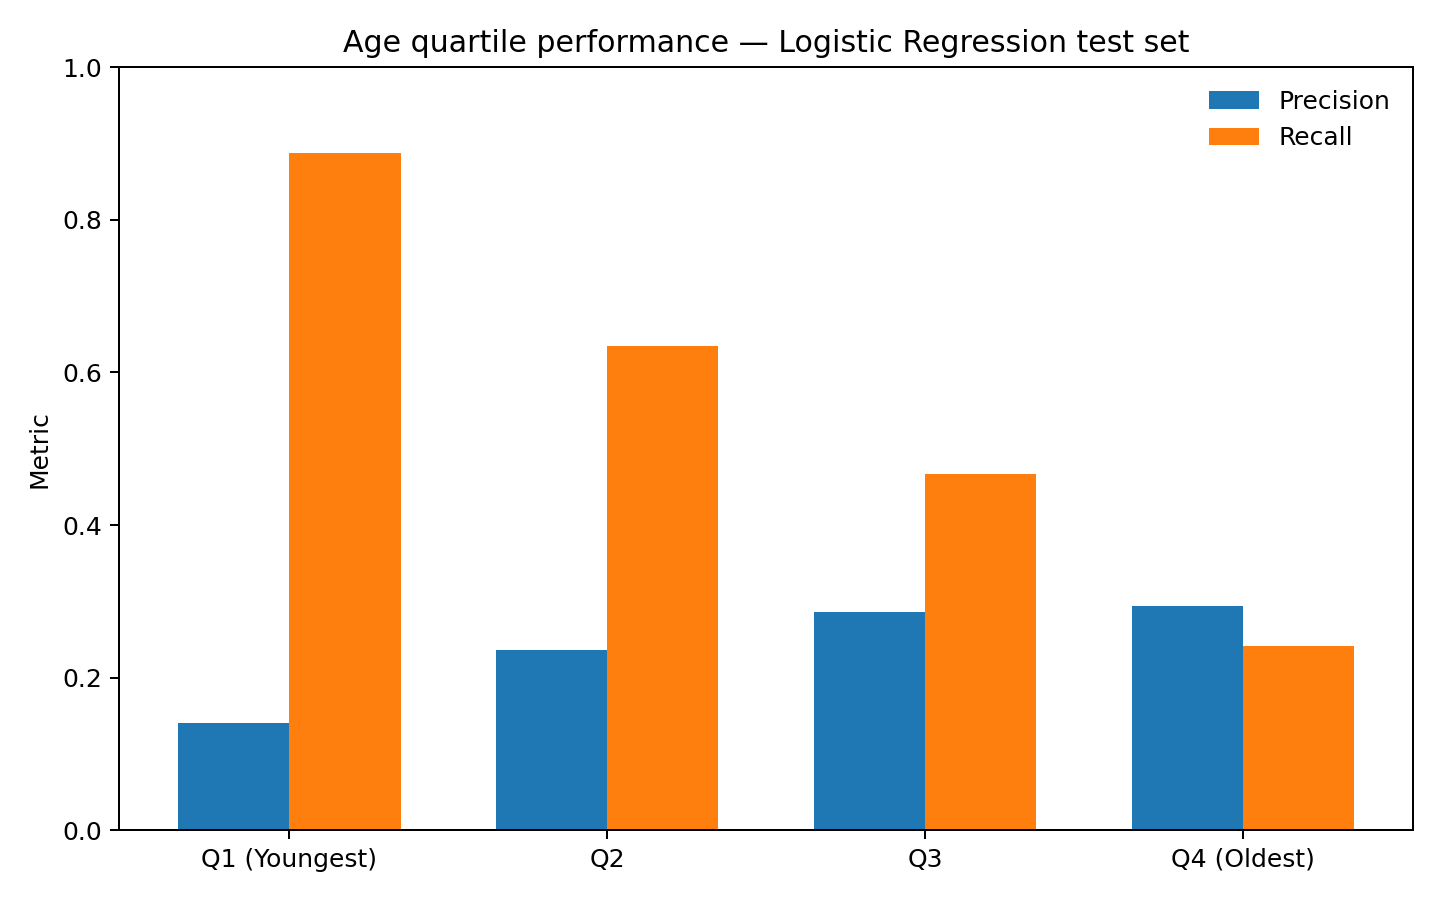 Age quartile performance — Logistic Regression test set
1.0
0.8
0.6
0.4
0.2
0.0
Metric
Precision
Recall
Q1 (Youngest)
Q2
Q3
Q4 (Oldest)